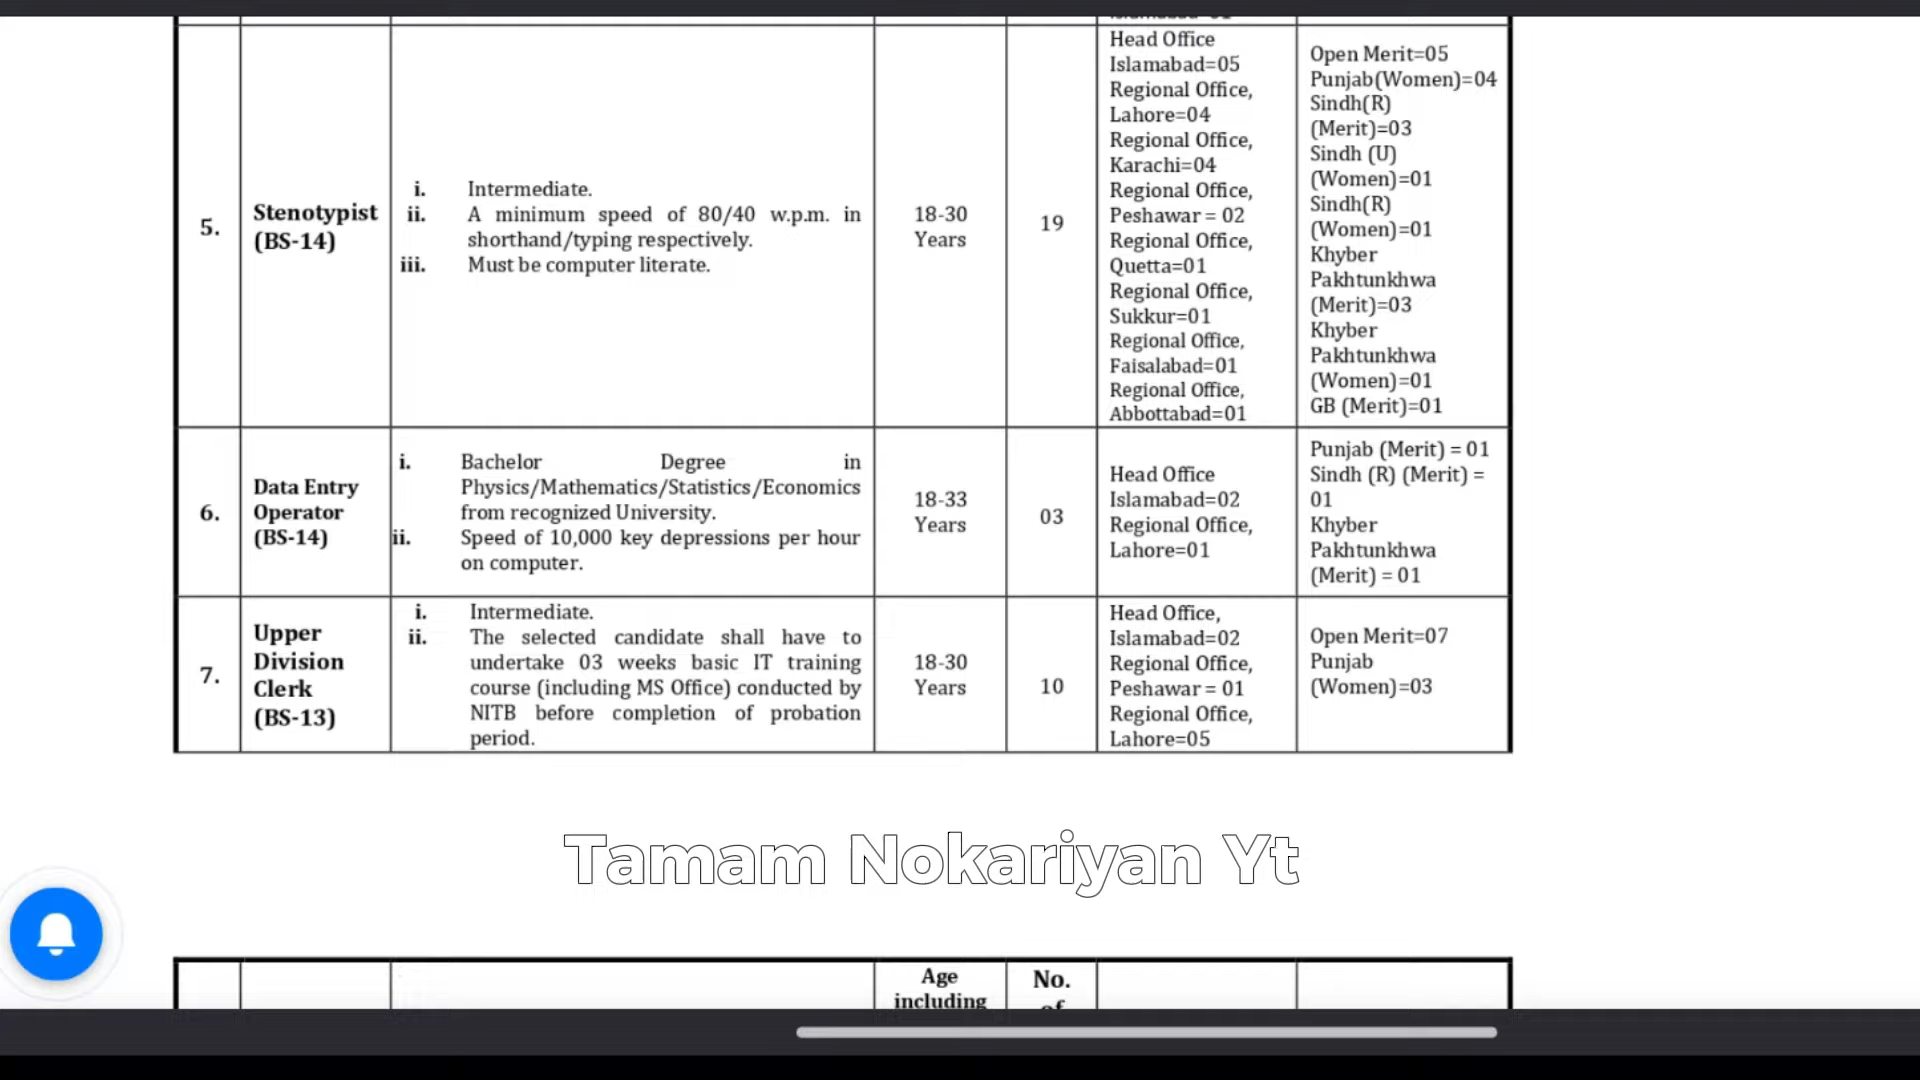 Head Office
Islamabad=05
Regional Office,
Lahore=04
Regional Office,
Karachi=04
Regional Office,
Peshawar = 02
Regional Office,
Quetta=01
Regional Office,
Sukkur=01
Regional Office,
Faisalabad=01
Regional Office,
Abbottabad=01
Open Merit=05
Punjab(Women)=04
Sindh(R)
(Merit)=03
Sindh (U)
(Women)=01
Sindh(R)
(Women)=01
Khyber
Pakhtunkhwa
(Merit)=03
Khyber
Pakhtunkhwa
(Women)=01
GB (Merit)=01
5.
Stenotypist
(BS-14)
i. Intermediate.
ii. A minimum speed of 80/40 w.p.m. in
shorthand/typing respectively.
iii. Must be computer literate.
18-30
Years
19
6.
Data Entry
Operator
(BS-14)
i. Bachelor Degree in
Physics/Mathematics/Statistics/Economics
from recognized University.
ii. Speed of 10,000 key depressions per hour
on computer.
18-33
Years
03
Head Office
Islamabad=02
Regional Office,
Lahore=01
Punjab (Merit) = 01
Sindh (R) (Merit) =
01
Khyber
Pakhtunkhwa
(Merit) = 01
7.
Upper
Division
Clerk
(BS-13)
i. Intermediate.
ii. The selected candidate shall have to
undertake 03 weeks basic IT training
course (including MS Office) conducted by
NITB before completion of probation
period.
18-30
Years
10
Head Office,
Islamabad=02
Regional Office,
Peshawar = 01
Regional Office,
Lahore=05
Open Merit=07
Punjab
(Women)=03
Tamam Nokariyan Yt
Age
including
No.
of